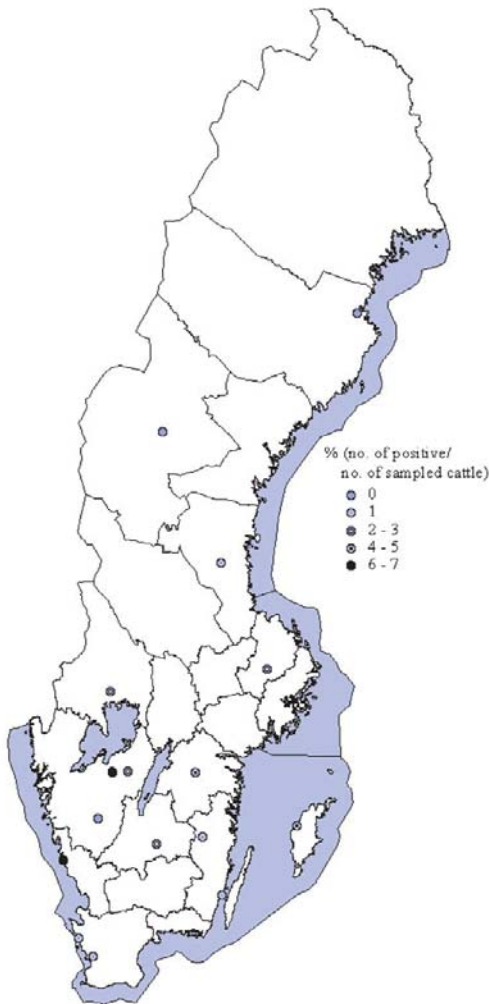 % (no. of positive/
no. of sampled cattle)
0
1
2 - 3
4 - 5
6 - 7